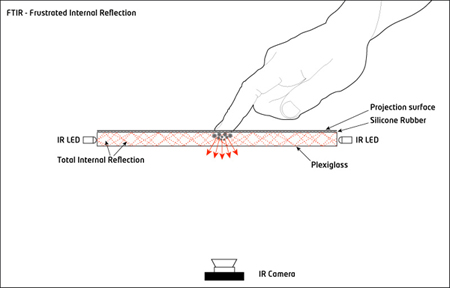 FTIR - Frustrated Internal Reflection
Projection surface
Silicone Rubber
IR LED
IR LED
Total Internal Reflection
Plexiglass
IR Camera